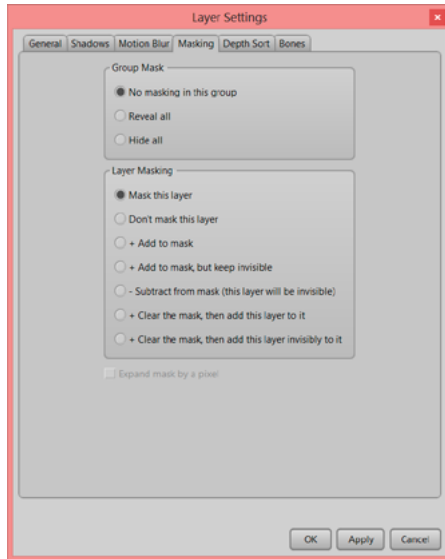 Layer Settings
General Shadows Motion Blur Masking Depth Sort Bones
Group Mask
No masking in this group
Reveal all
Hide all
Layer Masking
Mask this layer
Don't mask this layer
+ Add to mask
+ Add to mask, but keep invisible
- Subtract from mask (this layer will be invisible)
+ Clear the mask, then add this layer to it
+ Clear the mask, then add this layer invisibly to it
Expand mask by a pixel
OK Apply Cancel